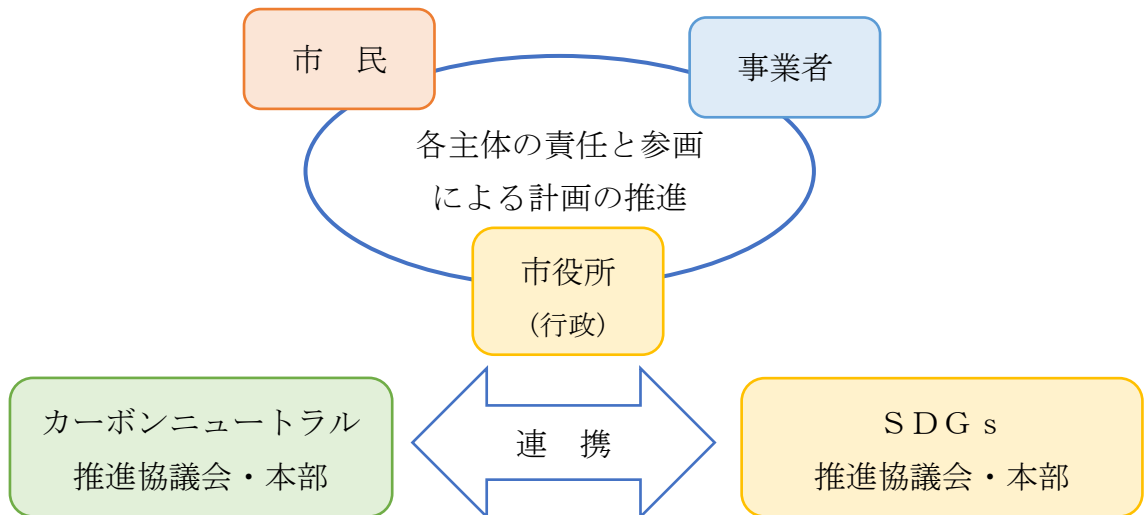 市　民
事業者
各主体の責任と参画
による計画の推進
市役所
（行政）
カーボンニュートラル
推進協議会・本部
連　携
ＳＤＧｓ
推進協議会・本部